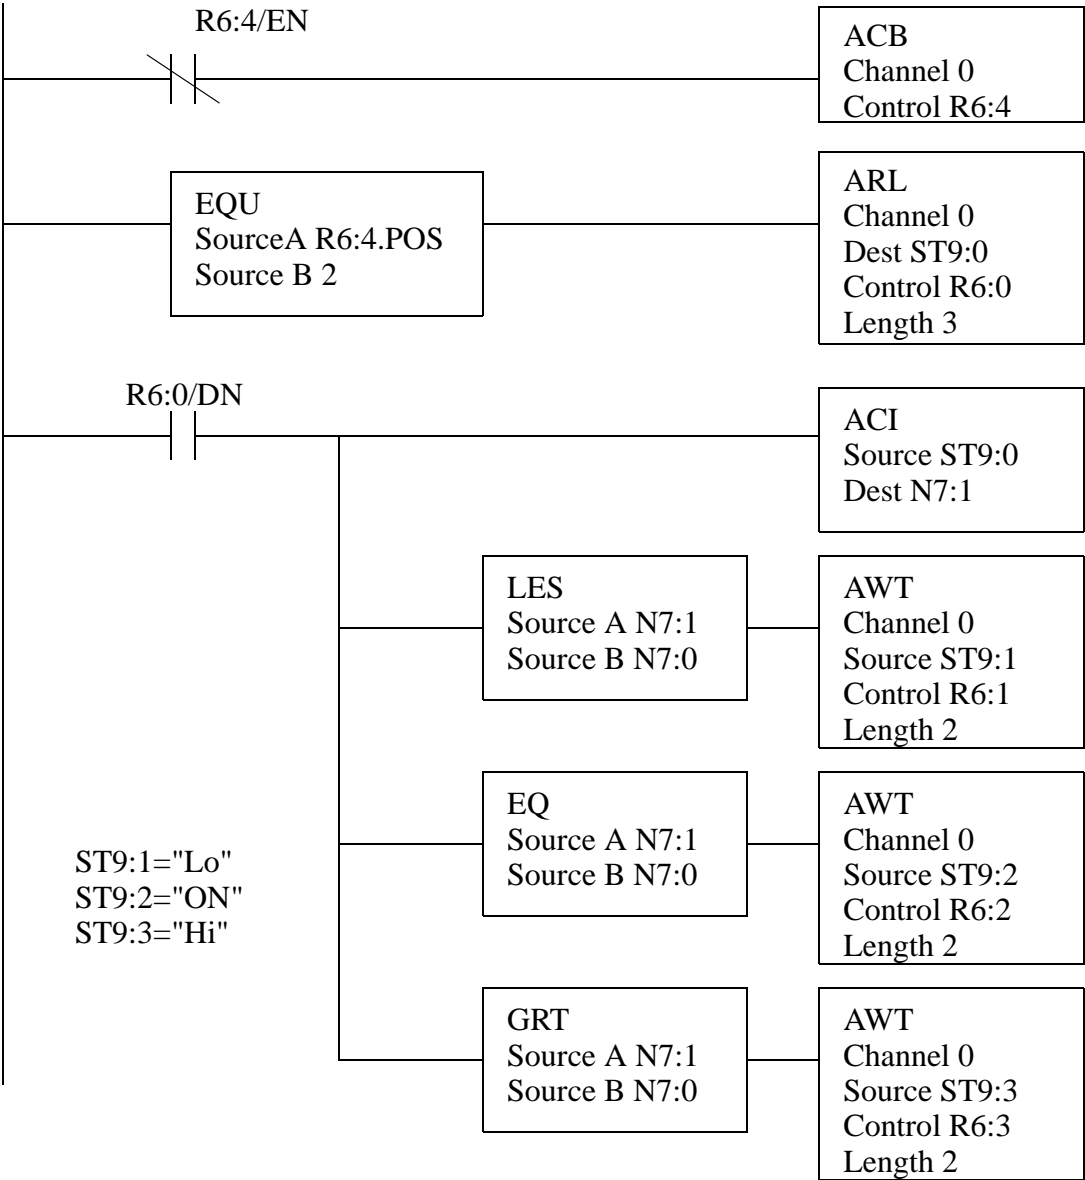 R6:4/EN
ACB
Channel 0
Control R6:4
EQU
SourceA R6:4.POS
Source B 2
ARL
Channel 0
Dest ST9:0
Control R6:0
Length 3
R6:0/DN
ACI
Source ST9:0
Dest N7:1
LES
Source A N7:1
Source B N7:0
AWT
Channel 0
Source ST9:1
Control R6:1
Length 2
EQ
Source A N7:1
Source B N7:0
AWT
Channel 0
Source ST9:2
Control R6:2
Length 2
ST9:1="Lo"
ST9:2="ON"
ST9:3="Hi"
GRT
Source A N7:1
Source B N7:0
AWT
Channel 0
Source ST9:3
Control R6:3
Length 2